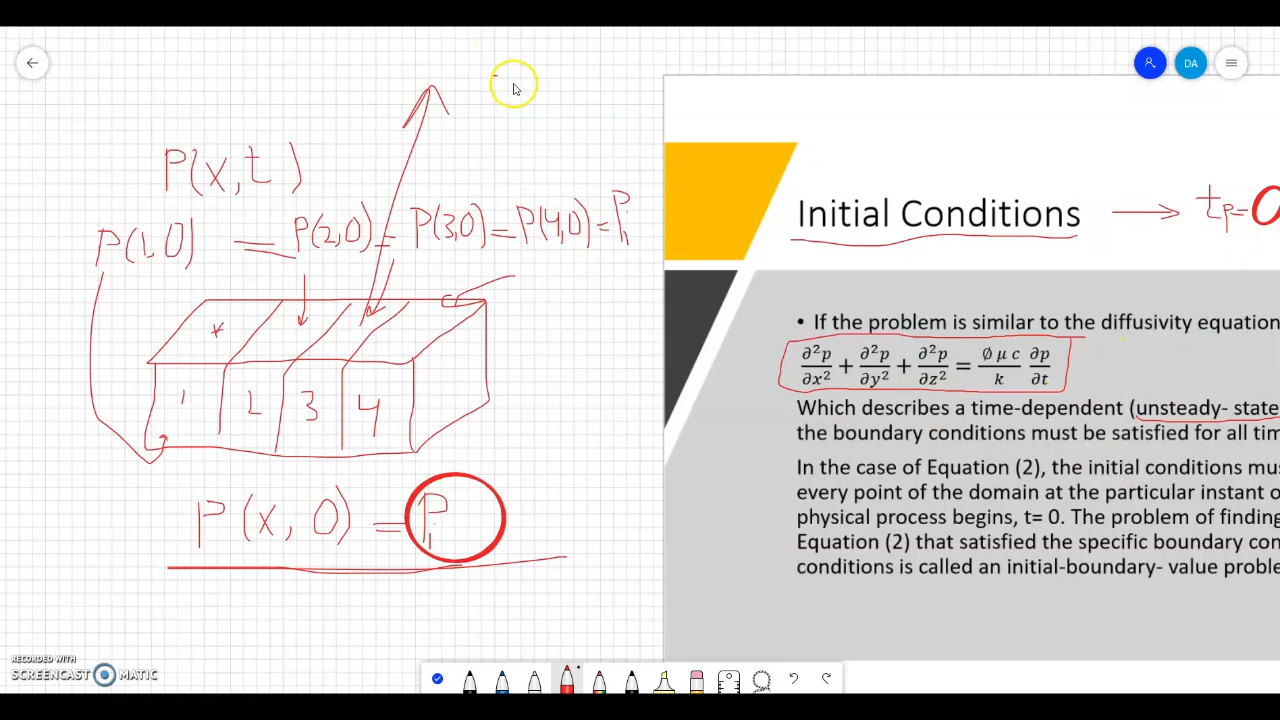 DA
P(x,t)
P(1,0) = P(2,0) = P(3,0) = P(4,0) = Pi
1 2 3 4
P(x, 0) = Pi
Initial Conditions → tp=0
• If the problem is similar to the diffusivity equation
∂²p/∂x² + ∂²p/∂y² + ∂²p/∂z² = Ø μ c/k ∂p/∂t
Which describes a time-dependent (unsteady- state
the boundary conditions must be satisfied for all tim
In the case of Equation (2), the initial conditions mu
every point of the domain at the particular instant o
physical process begins, t= 0. The problem of finding
Equation (2) that satisfied the specific boundary con
conditions is called an initial-boundary- value proble
RECORDED WITH
SCREENCAST MATIC